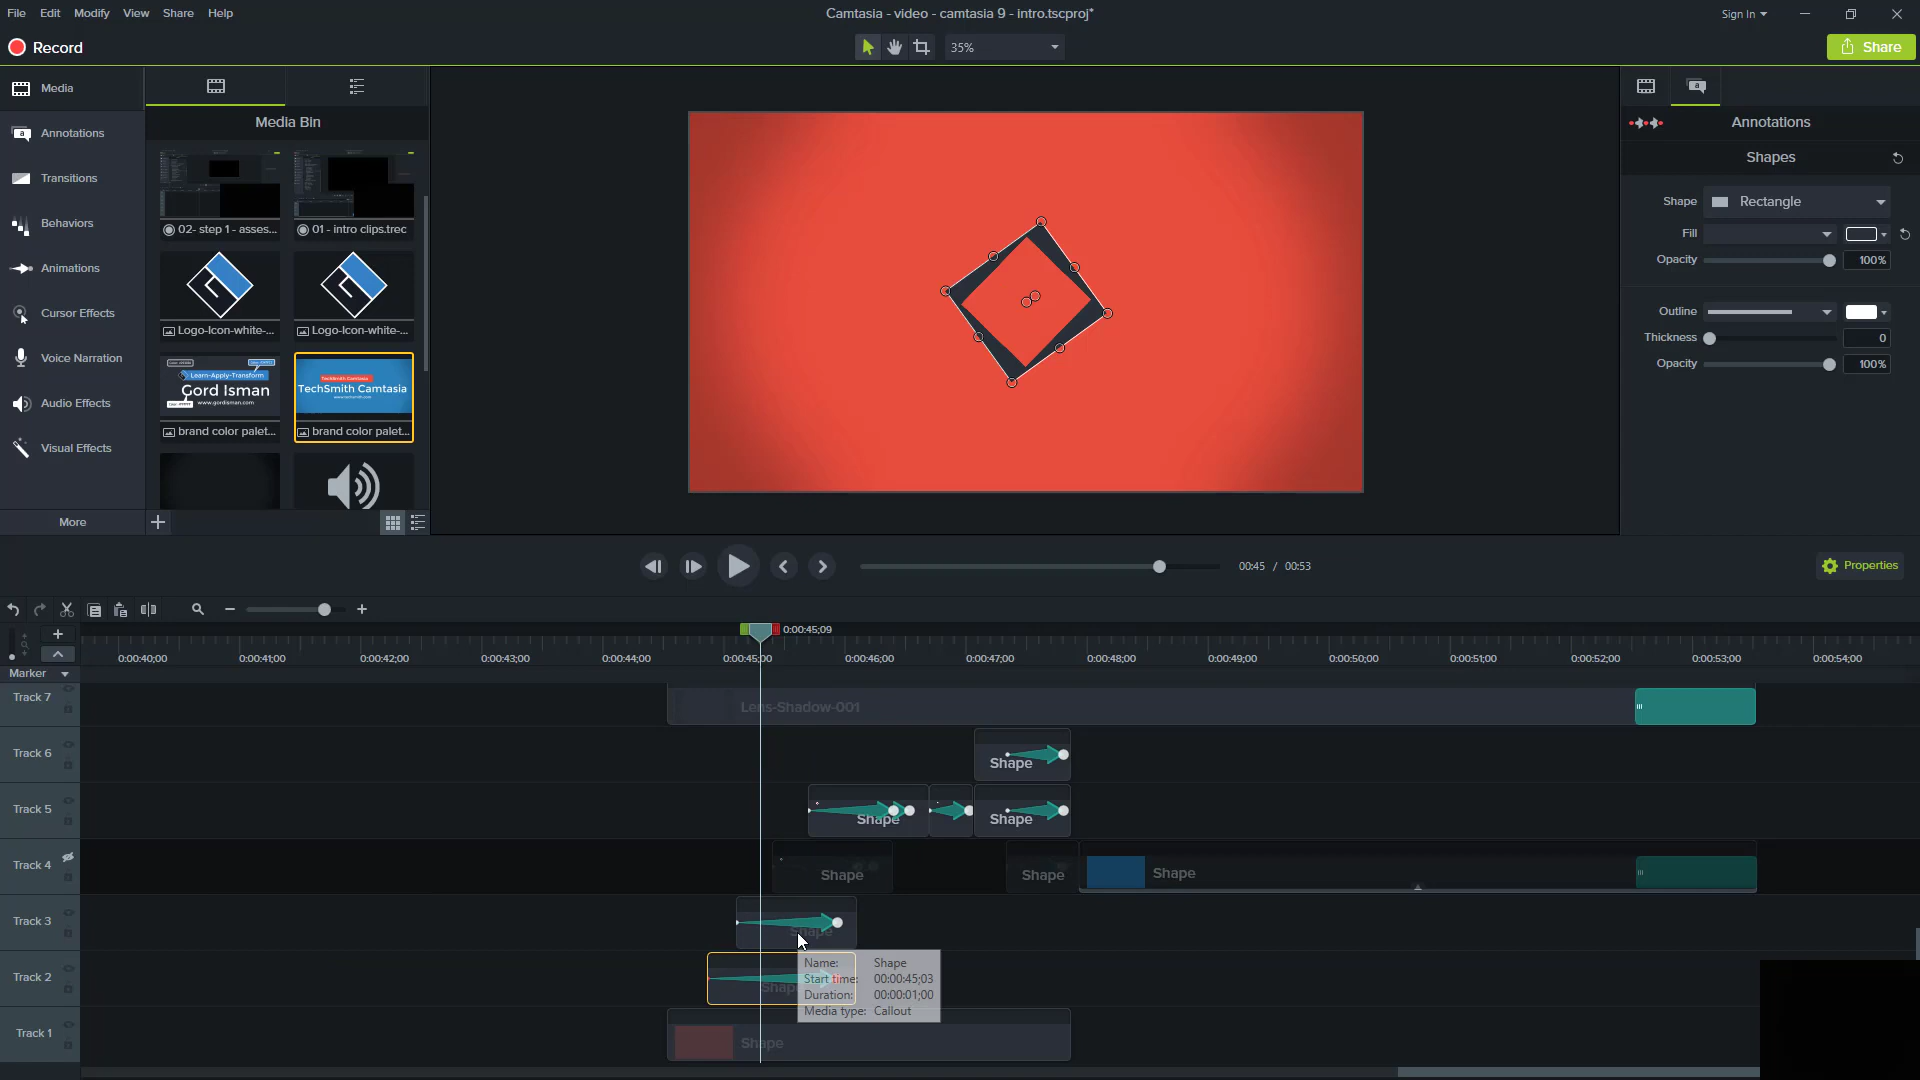 File Edit Modify View Share Help
Camtasia - video - camtasia 9 - intro.tscproj*
Sign In
Record
35%
Share
Media
Annotations
Transitions
Behaviors
Animations
Cursor Effects
Voice Narration
Audio Effects
Visual Effects
More
Media Bin
02- step 1 - asses...
01 - intro clips.trec
Logo-Icon-white-...
Logo-Icon-white-...
Learn-Apply-Transform
Gord Isman
www.gordisman.com
TechSmith Camtasia
TechSmith Camtasia
brand color palet...
brand color palet...
Annotations
Shapes
Shape Rectangle
Fill
Opacity 100%
Outline
Thickness 0
Opacity 100%
00:45 / 00:53
Properties
0:00:45;09
0:00:40;00 0:00:41;00 0:00:42;00 0:00:43;00 0:00:44;00 0:00:45;00 0:00:46;00 0:00:47;00 0:00:48;00 0:00:49;00 0:00:50;00 0:00:51;00 0:00:52;00 0:00:53;00 0:00:54;00
Marker
Track 7
Lens-Shadow-001
Track 6
Shape
Track 5
Shape
Shape
Track 4
Shape
Shape
Shape
Track 3
Shape
Track 2
Shape
Name: Shape
Start time: 00:00:45;03
Duration: 00:00:01;00
Media type: Callout
Track 1
Shape